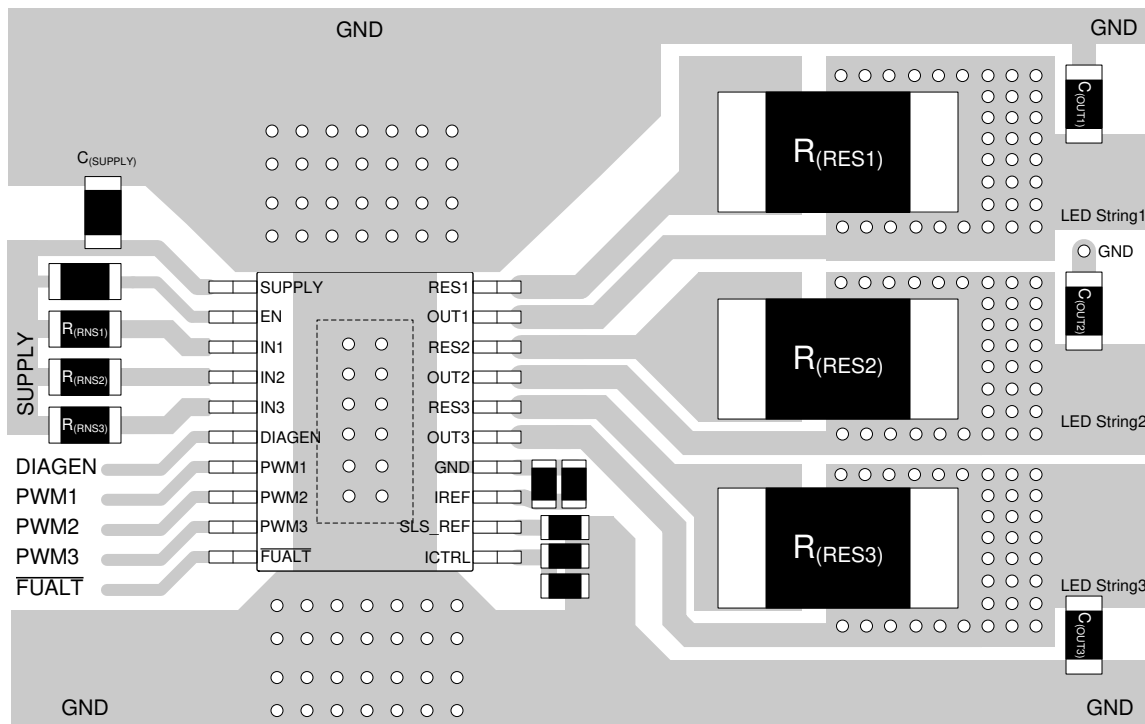 GND
GND
C(SUPPLY)
R(RES1)
C(OUT1)
LED String1
GND
SUPPLY
EN
IN1
IN2
IN3
DIAGEN
PWM1
PWM2
PWM3
FUALT
RES1
OUT1
RES2
OUT2
RES3
OUT3
GND
IREF
SLS_REF
ICTRL
R(RNS1)
R(RNS2)
R(RNS3)
SUPPLY
DIAGEN
PWM1
PWM2
PWM3
FUALT
R(RES2)
C(OUT2)
LED String2
R(RES3)
LED String3
C(OUT3)
GND
GND